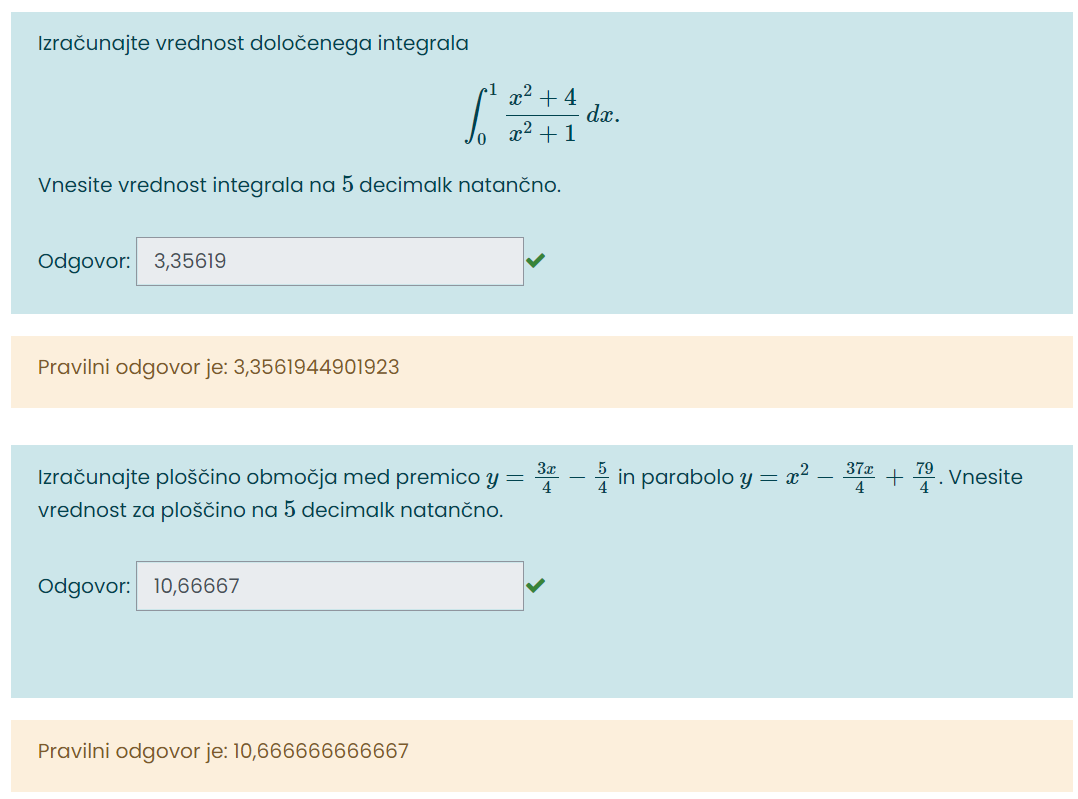 Izračunajte vrednost določenega integrala
\int_0^1 \frac{x^2 + 4}{x^2 + 1} dx.
Vnesite vrednost integrala na 5 decimalk natančno.
Odgovor: 3,35619
Pravilni odgovor je: 3,3561944901923
Izračunajte ploščino območja med premico y = \frac{3x}{4} − \frac{5}{4} in parabolo y = x^2 − \frac{37x}{4} + \frac{79}{4}. Vnesite
vrednost za ploščino na 5 decimalk natančno.
Odgovor: 10,66667
Pravilni odgovor je: 10,666666666667